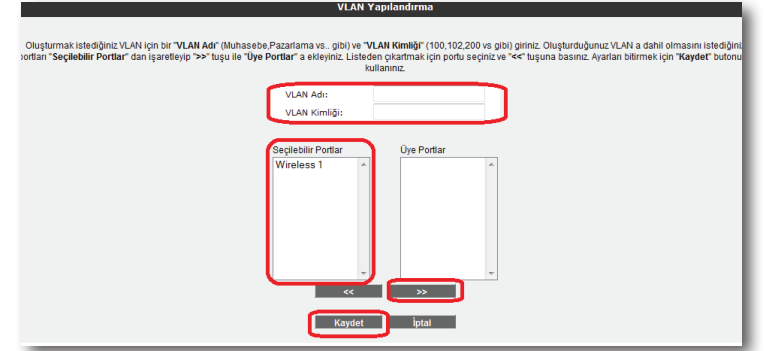 VLAN Yapılandırma
Oluşturmak istediğiniz VLAN için bir "VLAN Adı" (Muhasebe,Pazarlama vs.. gibi) ve "VLAN Kimliği" (100,102,200 vs gibi) giriniz. Oluşturduğunuz VLAN a dahil olmasını istediğini
ortları "Seçilebilir Portlar" dan işaretleyip ">>" tuşu ile "Üye Portlar" a ekleyiniz. Listeden çıkartmak için portu seçiniz ve "<<" tuşuna basınız. Ayarları bitirmek için "Kaydet" butonu
kullanınız.
VLAN Adı:
VLAN Kimliği:
Seçilebilir Portlar Üye Portlar
Wireless 1
<< >>
Kaydet İptal